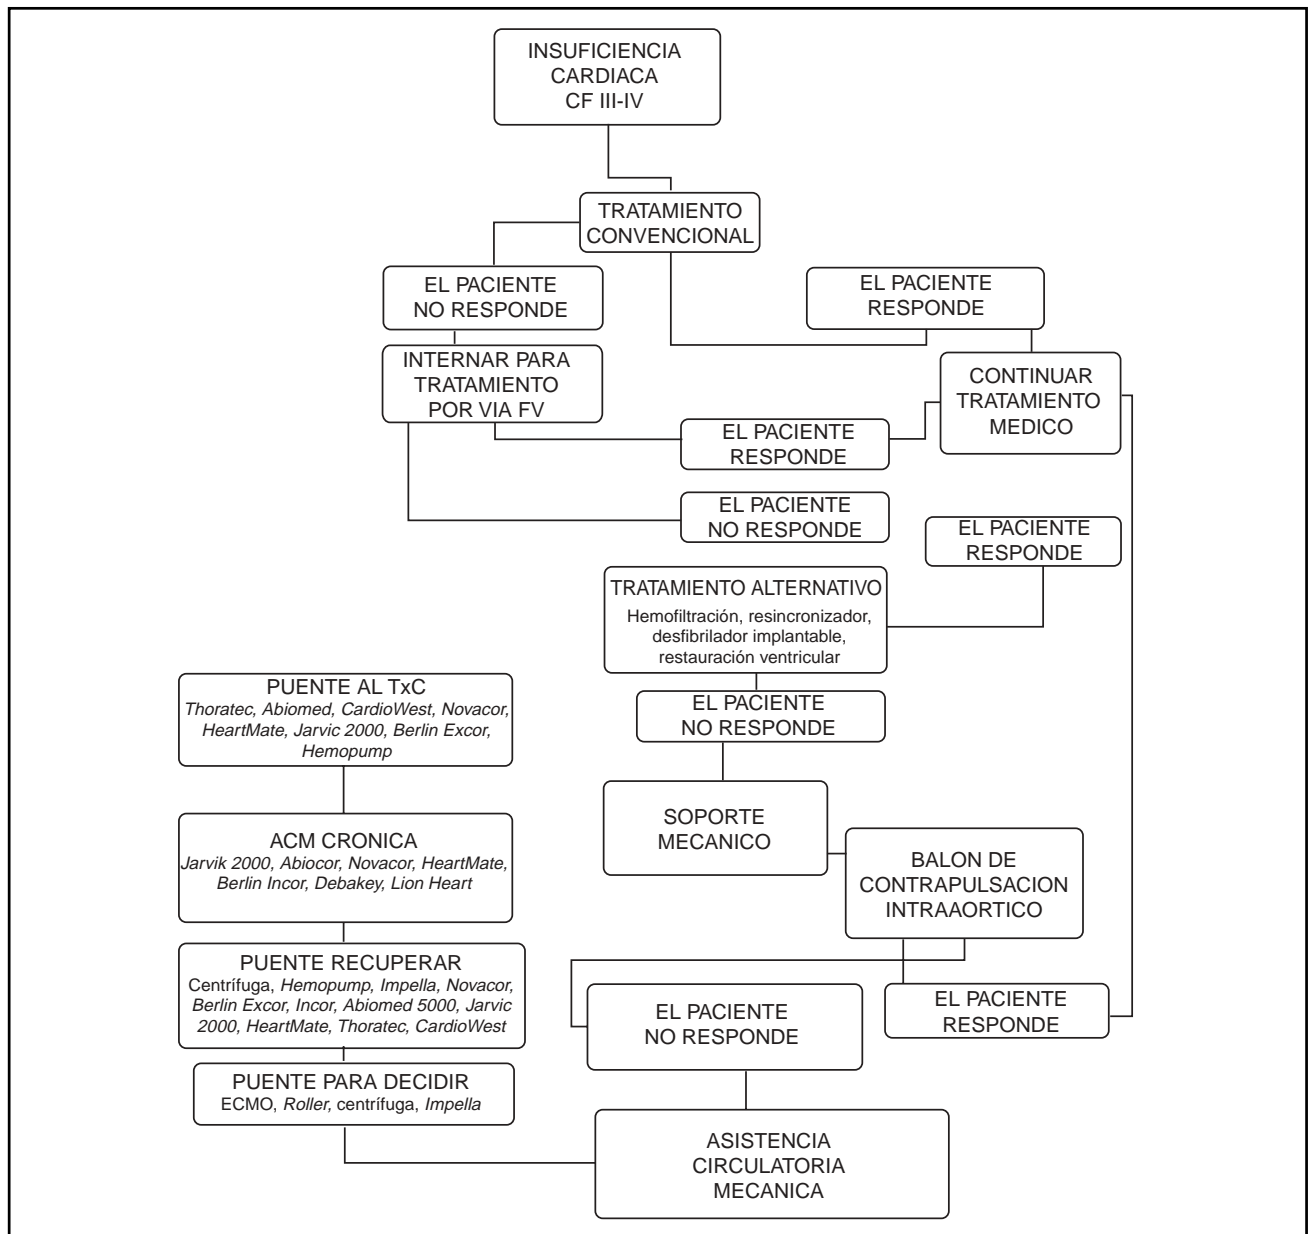 INSUFICIENCIA
CARDIACA
CF III-IV
TRATAMIENTO
CONVENCIONAL
EL PACIENTE
NO RESPONDE
EL PACIENTE
RESPONDE
INTERNAR PARA
TRATAMIENTO
POR VIA FV
CONTINUAR
TRATAMIENTO
MEDICO
EL PACIENTE
RESPONDE
EL PACIENTE
NO RESPONDE
EL PACIENTE
RESPONDE
TRATAMIENTO ALTERNATIVO
Hemofiltración, resincronizador,
desfibrilador implantable,
restauración ventricular
EL PACIENTE
NO RESPONDE
SOPORTE
MECANICO
BALON DE
CONTRAPULSACION
INTRAAORTICO
EL PACIENTE
RESPONDE
EL PACIENTE
NO RESPONDE
ASISTENCIA
CIRCULATORIA
MECANICA
PUENTE AL TxC
Thoratec, Abiomed, CardioWest, Novacor,
HeartMate, Jarvic 2000, Berlin Excor,
Hemopump
ACM CRONICA
Jarvik 2000, Abiocor, Novacor, HeartMate,
Berlin Incor, Debakey, Lion Heart
PUENTE RECUPERAR
Centrífuga, Hemopump, Impella, Novacor,
Berlin Excor, Incor, Abiomed 5000, Jarvic
2000, HeartMate, Thoratec, CardioWest
PUENTE PARA DECIDIR
ECMO, Roller, centrífuga, Impella